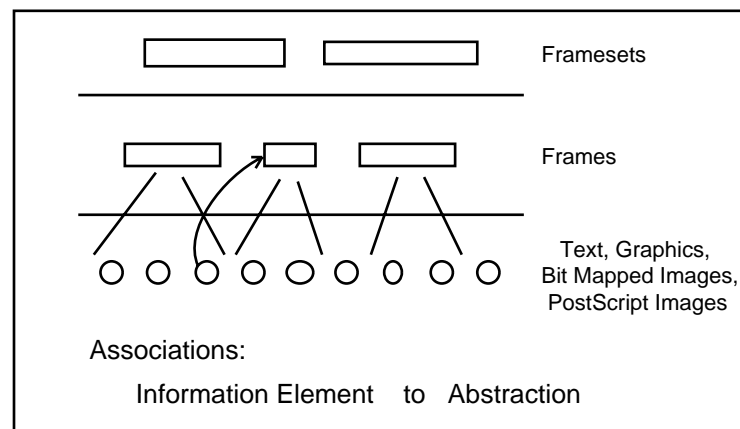 Framesets
Frames
Text, Graphics,
Bit Mapped Images,
PostScript Images
Associations:
Information Element to Abstraction